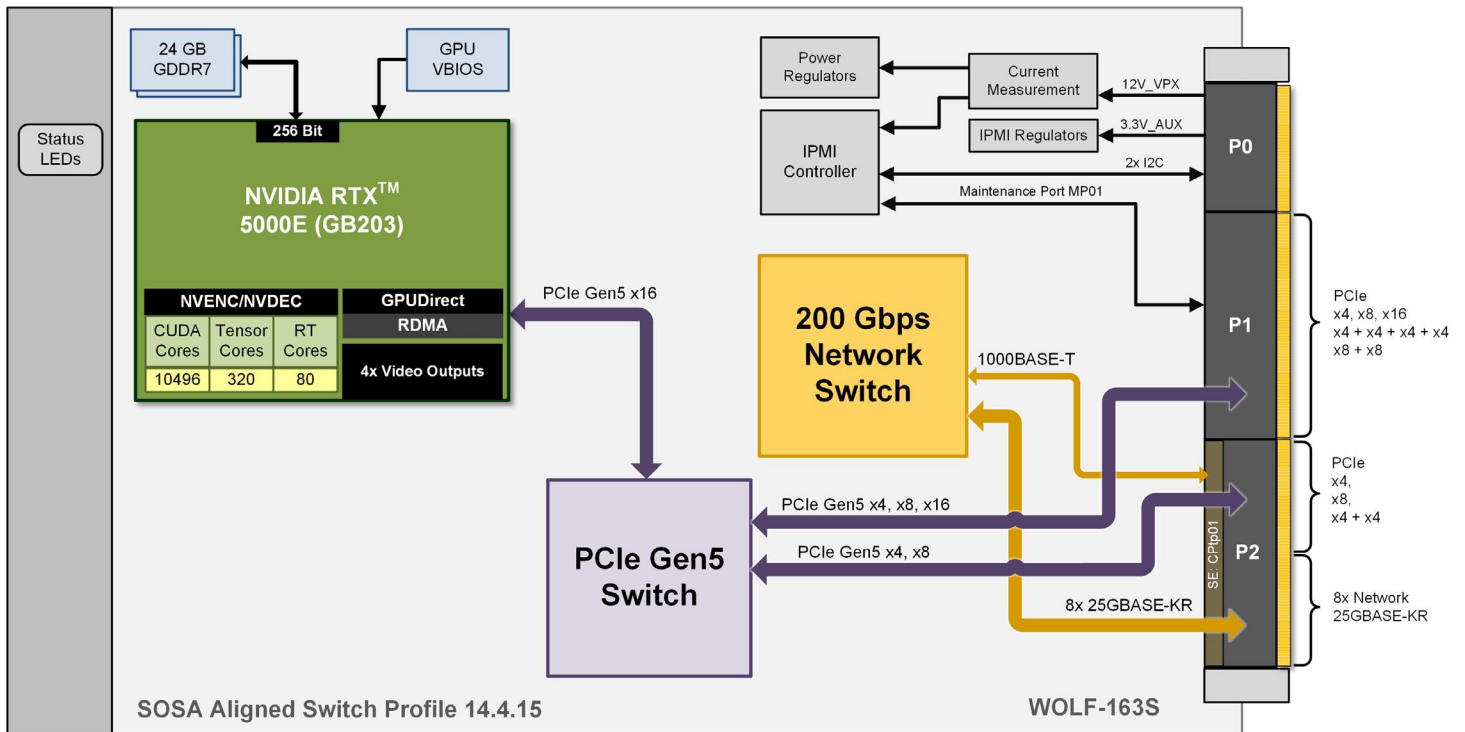 Status
LEDs
24 GB
GDDR7
GPU
VBIOS
256 Bit
NVIDIA RTX™
5000E (GB203)
NVENC/NVDEC
CUDA
Cores
Tensor
Cores
RT
Cores
10496
320
80
GPUDirect
RDMA
4x Video Outputs
PCIe Gen5 x16
Power
Regulators
Current
Measurement
12V_VPX
IPMI Regulators
3.3V_AUX
IPMI
Controller
2x I2C
Maintenance Port MP01
200 Gbps
Network
Switch
1000BASE-T
PCIe Gen5
Switch
PCIe Gen5 x4, x8, x16
PCIe Gen5 x4, x8
8x 25GBASE-KR
P0
P1
P2
SE: CPtp01
PCIe
x4, x8, x16
x4 + x4 + x4 + x4
x8 + x8
PCIe
x4,
x8,
x4 + x4
8x Network
25GBASE-KR
SOSA Aligned Switch Profile 14.4.15
WOLF-163S